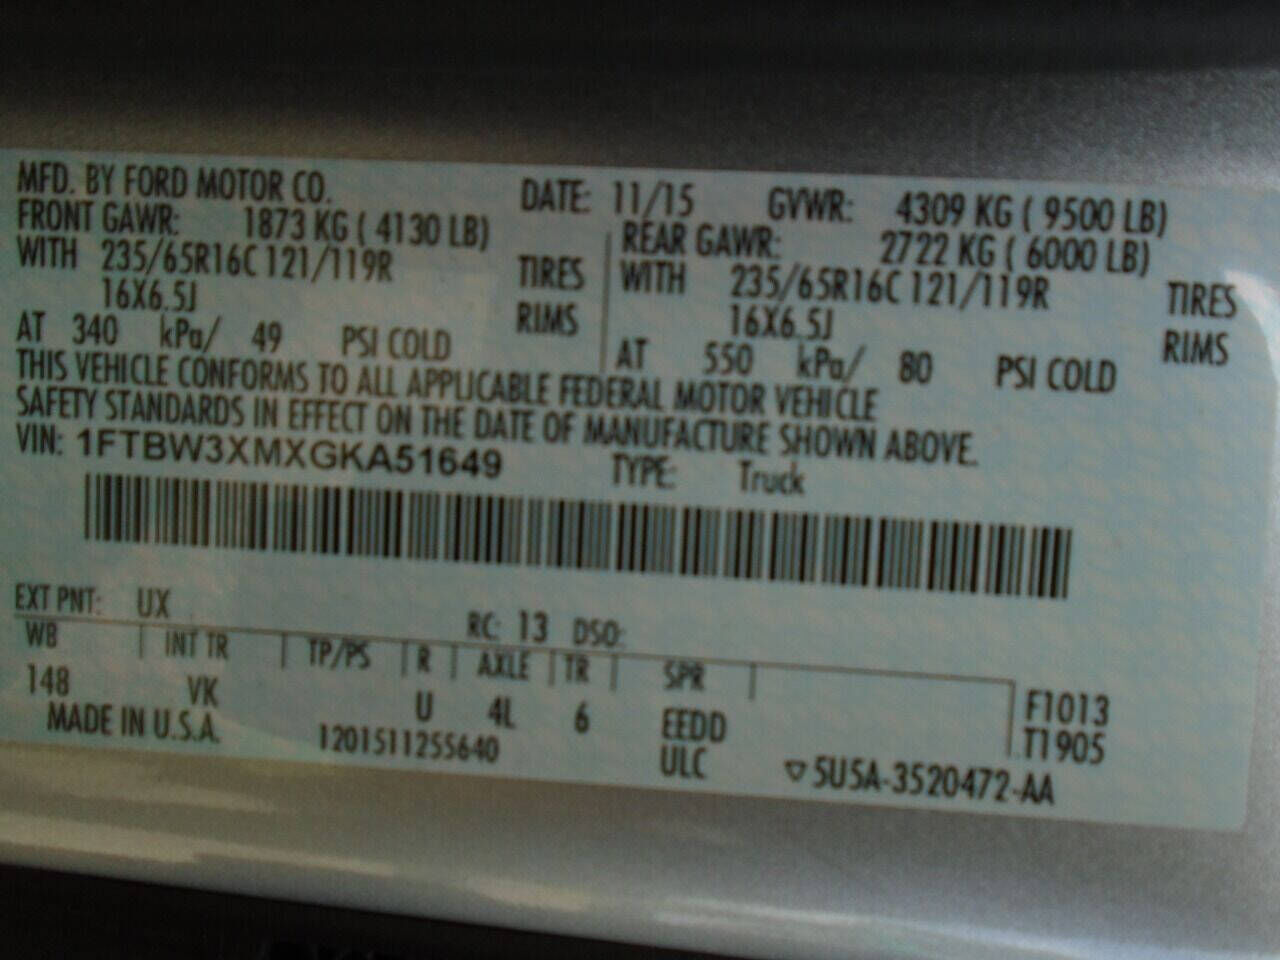 MFD. BY FORD MOTOR CO. DATE: 11/15 GVWR: 4309 KG ( 9500 LB)
FRONT GAWR: 1873 KG ( 4130 LB) REAR GAWR: 2722 KG ( 6000 LB)
WITH 235/65R16C 121/119R TIRES WITH 235/65R16C 121/119R TIRES
16X6.5J RIMS 16X6.5J RIMS
AT 340 kPa/ 49 PSI COLD AT 550 kPa/ 80 PSI COLD
THIS VEHICLE CONFORMS TO ALL APPLICABLE FEDERAL MOTOR VEHICLE
SAFETY STANDARDS IN EFFECT ON THE DATE OF MANUFACTURE SHOWN ABOVE.
VIN: 1FTBW3XMXGKA51649 TYPE: Truck
EXT PNT: UX RC: 13 DSO:
WB INT TR TP/PS R AXLE TR SPR
148 VK U 4L 6 EEDD F1013
MADE IN U.S.A. 1201511255640 ULC T1905
▽5U5A-3520472-AA